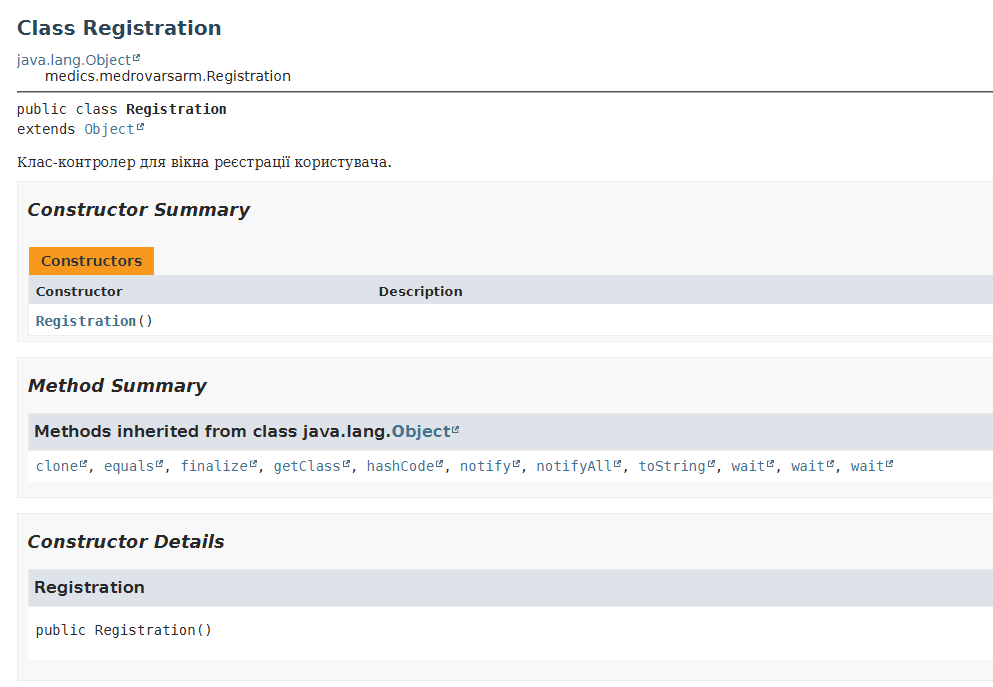 Class Registration
java.lang.Object
medics.medrovarsarm.Registration
public class Registration
extends Object
Клас-контролер для вікна реєстрації користувача.
Constructor Summary
Constructors
Constructor Description
Registration()
Method Summary
Methods inherited from class java.lang.Object
clone, equals, finalize, getClass, hashCode, notify, notifyAll, toString, wait, wait, wait
Constructor Details
Registration
public Registration()